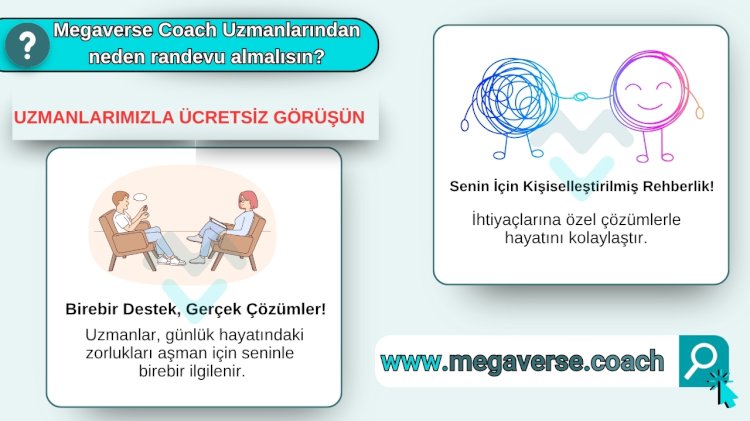 ?
Megaverse Coach Uzmanlarından
neden randevu almalısın?
UZMANLARIMIZLA ÜCRETSİZ GÖRÜŞÜN
Birebir Destek, Gerçek Çözümler!
Uzmanlar, günlük hayatındaki
zorlukları aşman için seninle
birebir ilgilenir.
Senin İçin Kişiselleştirilmiş Rehberlik!
İhtiyaçlarına özel çözümlerle
hayatını kolaylaştır.
www.megaverse.coach